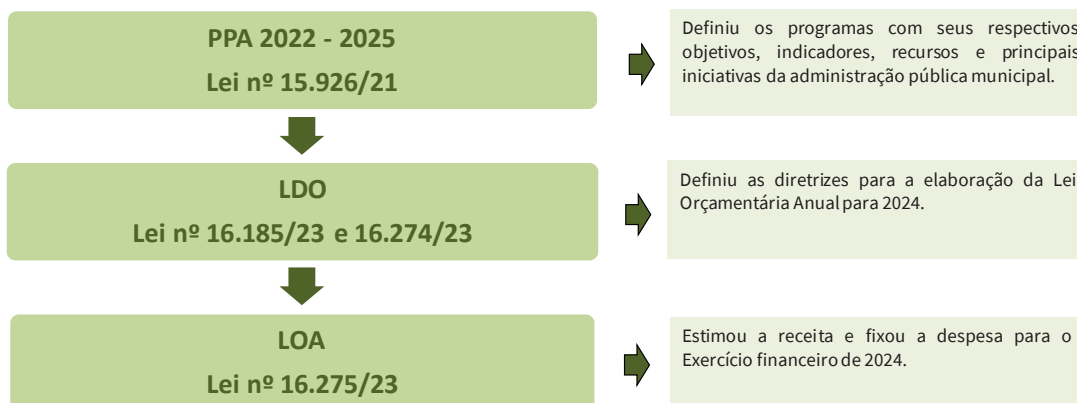 PPA 2022 - 2025
Lei nº 15.926/21
Definiu os programas com seus respectivos
objetivos, indicadores, recursos e principais
iniciativas da administração pública municipal.
LDO
Lei nº 16.185/23 e 16.274/23
Definiu as diretrizes para a elaboração da Lei
Orçamentária Anual para 2024.
LOA
Lei nº 16.275/23
Estimou a receita e fixou a despesa para o
Exercício financeiro de 2024.